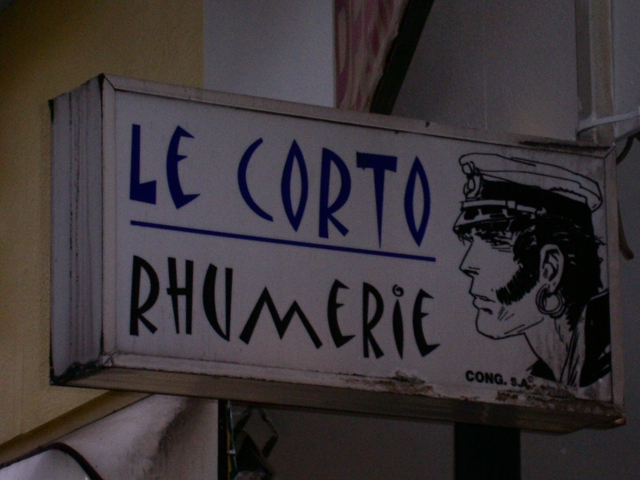 LE CORTO
RHUMERIE
CONG. S.A.